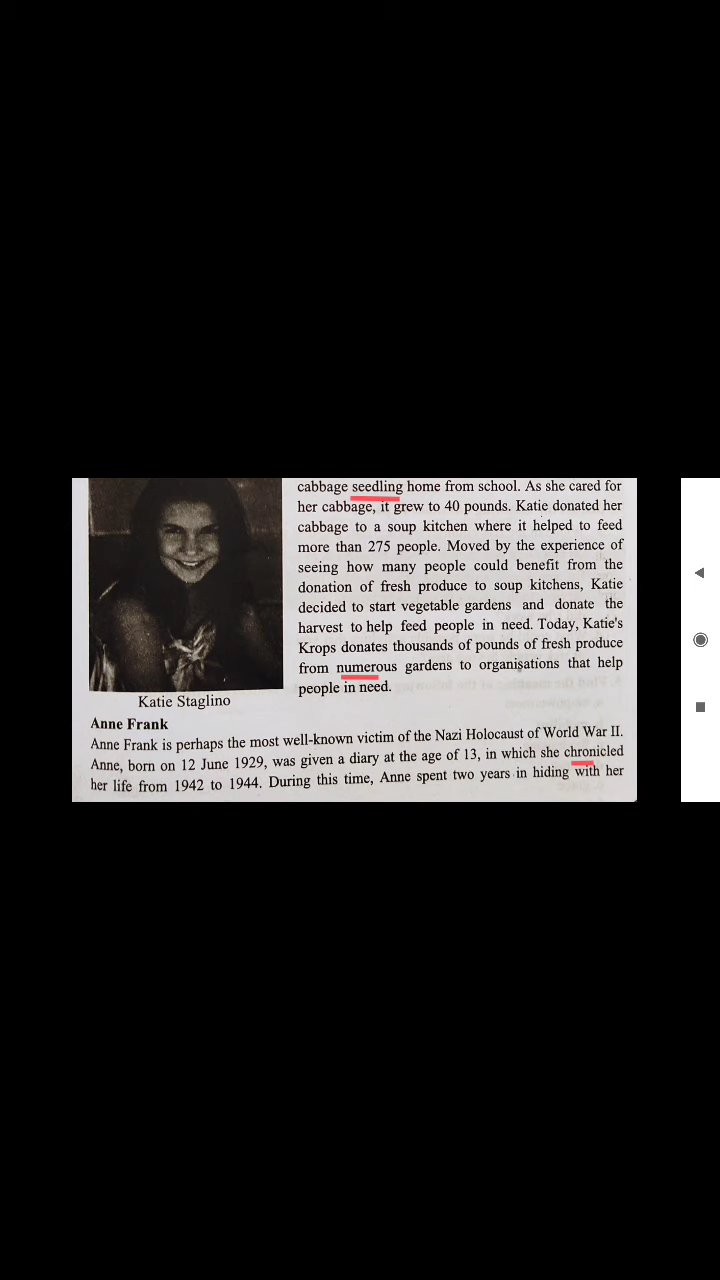 cabbage seedling home from school. As she cared for
her cabbage, it grew to 40 pounds. Katie donated her
cabbage to a soup kitchen where it helped to feed
more than 275 people. Moved by the experience of
seeing how many people could benefit from the
donation of fresh produce to soup kitchens, Katie
decided to start vegetable gardens and donate the
harvest to help feed people in need. Today, Katie's
Krops donates thousands of pounds of fresh produce
from numerous gardens to organisations that help
people in need.
Katie Staglino
Anne Frank
Anne Frank is perhaps the most well-known victim of the Nazi Holocaust of World War II.
Anne, born on 12 June 1929, was given a diary at the age of 13, in which she chronicled
her life from 1942 to 1944. During this time, Anne spent two years in hiding with her